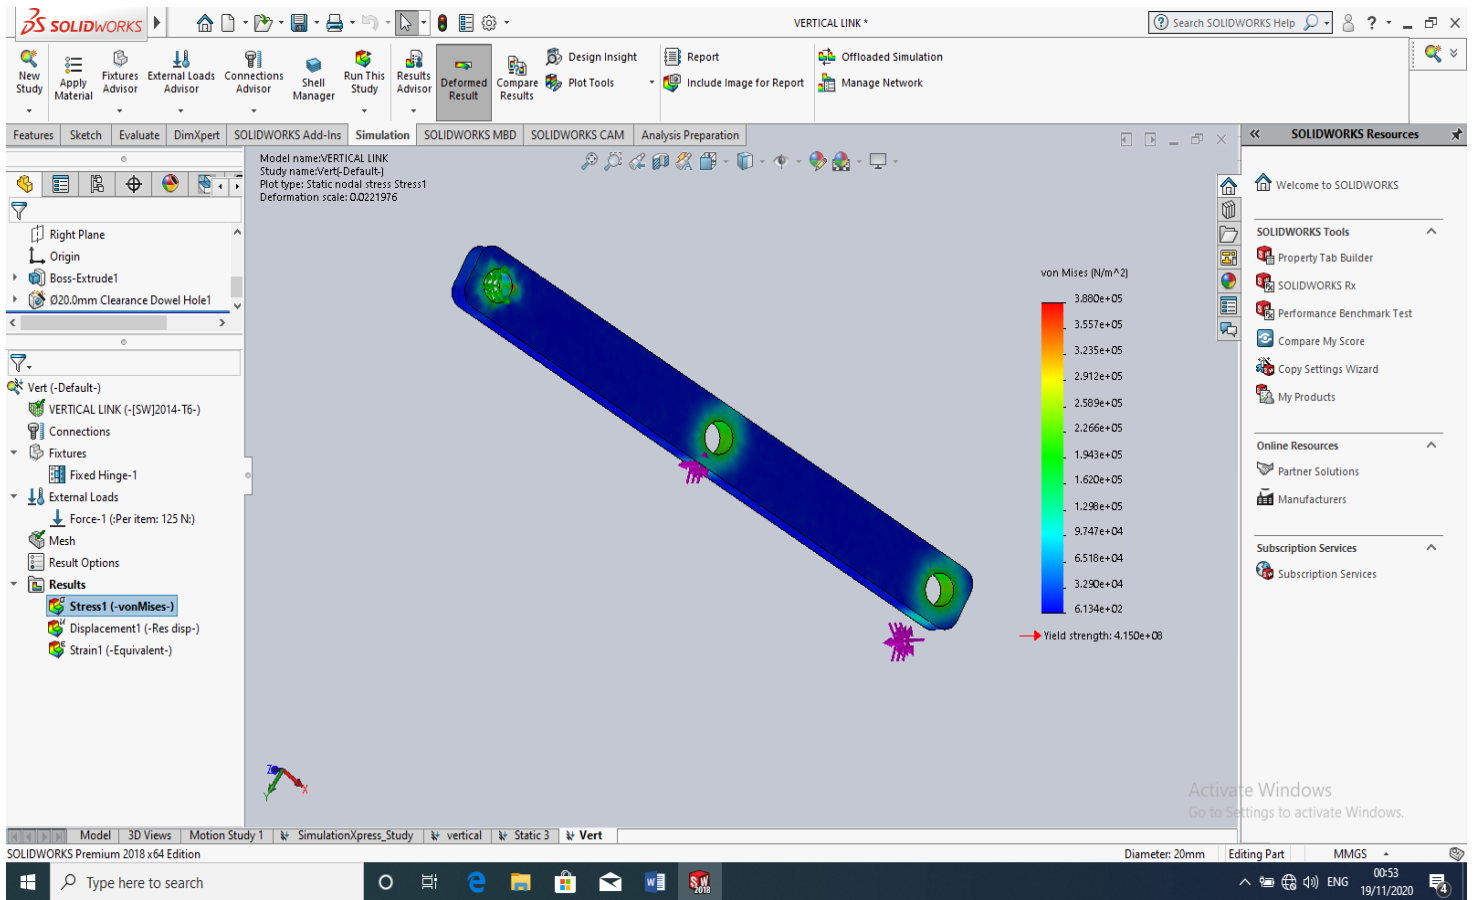 SOLIDWORKS
VERTICAL LINK *
Search SOLIDWORKS Help
New Study
Apply Material
Fixtures Advisor
External Loads Advisor
Connections Advisor
Shell Manager
Run This Study
Results Advisor
Deformed Result
Compare Results
Design Insight
Plot Tools
Report
Include Image for Report
Offloaded Simulation
Manage Network
Features Sketch Evaluate DimXpert SOLIDWORKS Add-Ins Simulation SOLIDWORKS MBD SOLIDWORKS CAM Analysis Preparation
Right Plane
Origin
Boss-Extrude1
Ø20.0mm Clearance Dowel Hole1
Vert (-Default-)
VERTICAL LINK (-[SW]2014-T6-)
Connections
Fixtures
Fixed Hinge-1
External Loads
Force-1 (:Per item: 125 N:)
Mesh
Result Options
Results
Stress1 (-vonMises-)
Displacement1 (-Res disp-)
Strain1 (-Equivalent-)
Model name:VERTICAL LINK
Study name:Vert(-Default-)
Plot type: Static nodal stress Stress1
Deformation scale: 0.0221976
von Mises (N/m^2)
3.880e+05
3.557e+05
3.235e+05
2.912e+05
2.589e+05
2.266e+05
1.943e+05
1.620e+05
1.298e+05
9.747e+04
6.518e+04
3.290e+04
6.134e+02
Yield strength: 4.150e+08
Z X Y
SOLIDWORKS Resources
Welcome to SOLIDWORKS
SOLIDWORKS Tools
Property Tab Builder
SOLIDWORKS Rx
Performance Benchmark Test
Compare My Score
Copy Settings Wizard
My Products
Online Resources
Partner Solutions
Manufacturers
Subscription Services
Subscription Services
Activate Windows
Go to Settings to activate Windows.
Model 3D Views Motion Study 1 SimulationXpress_Study vertical Static 3 Vert
SOLIDWORKS Premium 2018 x64 Edition
Diameter: 20mm Editing Part MMGS
Type here to search
ENG
00:53
19/11/2020
4